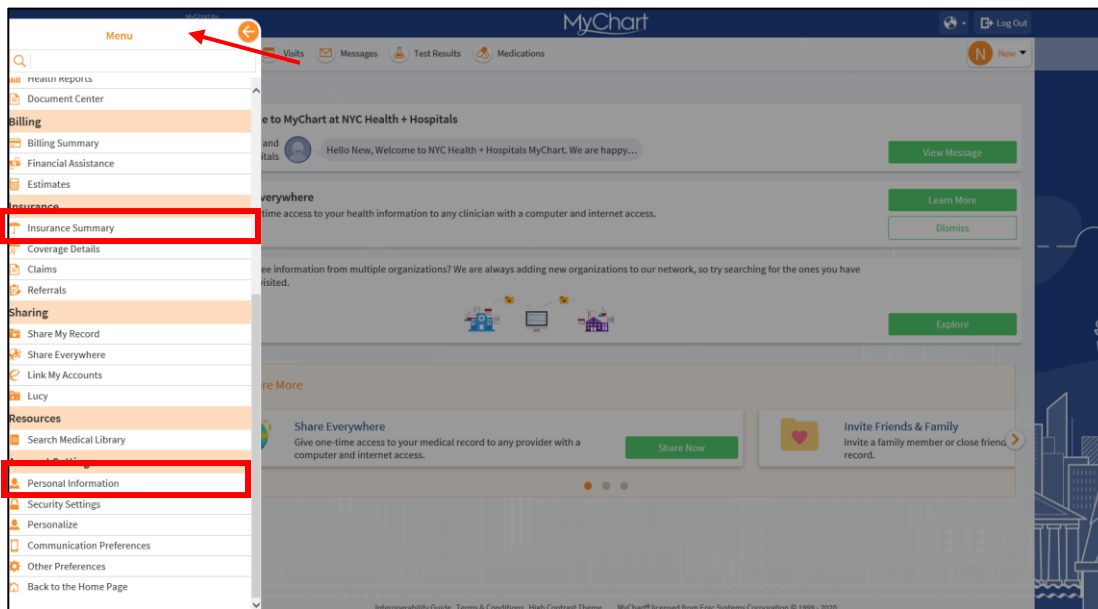 MyChart
Log Out
Menu
Visits
Messages
Test Results
Medications
N
New
Health Reports
Document Center
Billing
Billing Summary
Financial Assistance
Estimates
Insurance
Insurance Summary
Coverage Details
Claims
Referrals
Sharing
Share My Record
Share Everywhere
Link My Accounts
Lucy
Resources
Search Medical Library
Personal Information
Security Settings
Personalize
Communication Preferences
Other Preferences
Back to the Home Page
e to MyChart at NYC Health + Hospitals
and
itals
Hello New, Welcome to NYC Health + Hospitals MyChart. We are happy...
View Message
verywhere
time access to your health information to any clinician with a computer and internet access.
Learn More
Dismiss
ee information from multiple organizations? We are always adding new organizations to our network, so try searching for the ones you have
visited.
Explore
re More
Share Everywhere
Give one-time access to your medical record to any provider with a
computer and internet access.
Share Now
Invite Friends & Family
Invite a family member or close friend
record.
Interoperability Guide
Terms & Conditions
High Contrast Theme
MyChart® licensed from Epic Systems Corporation © 1999 - 2020